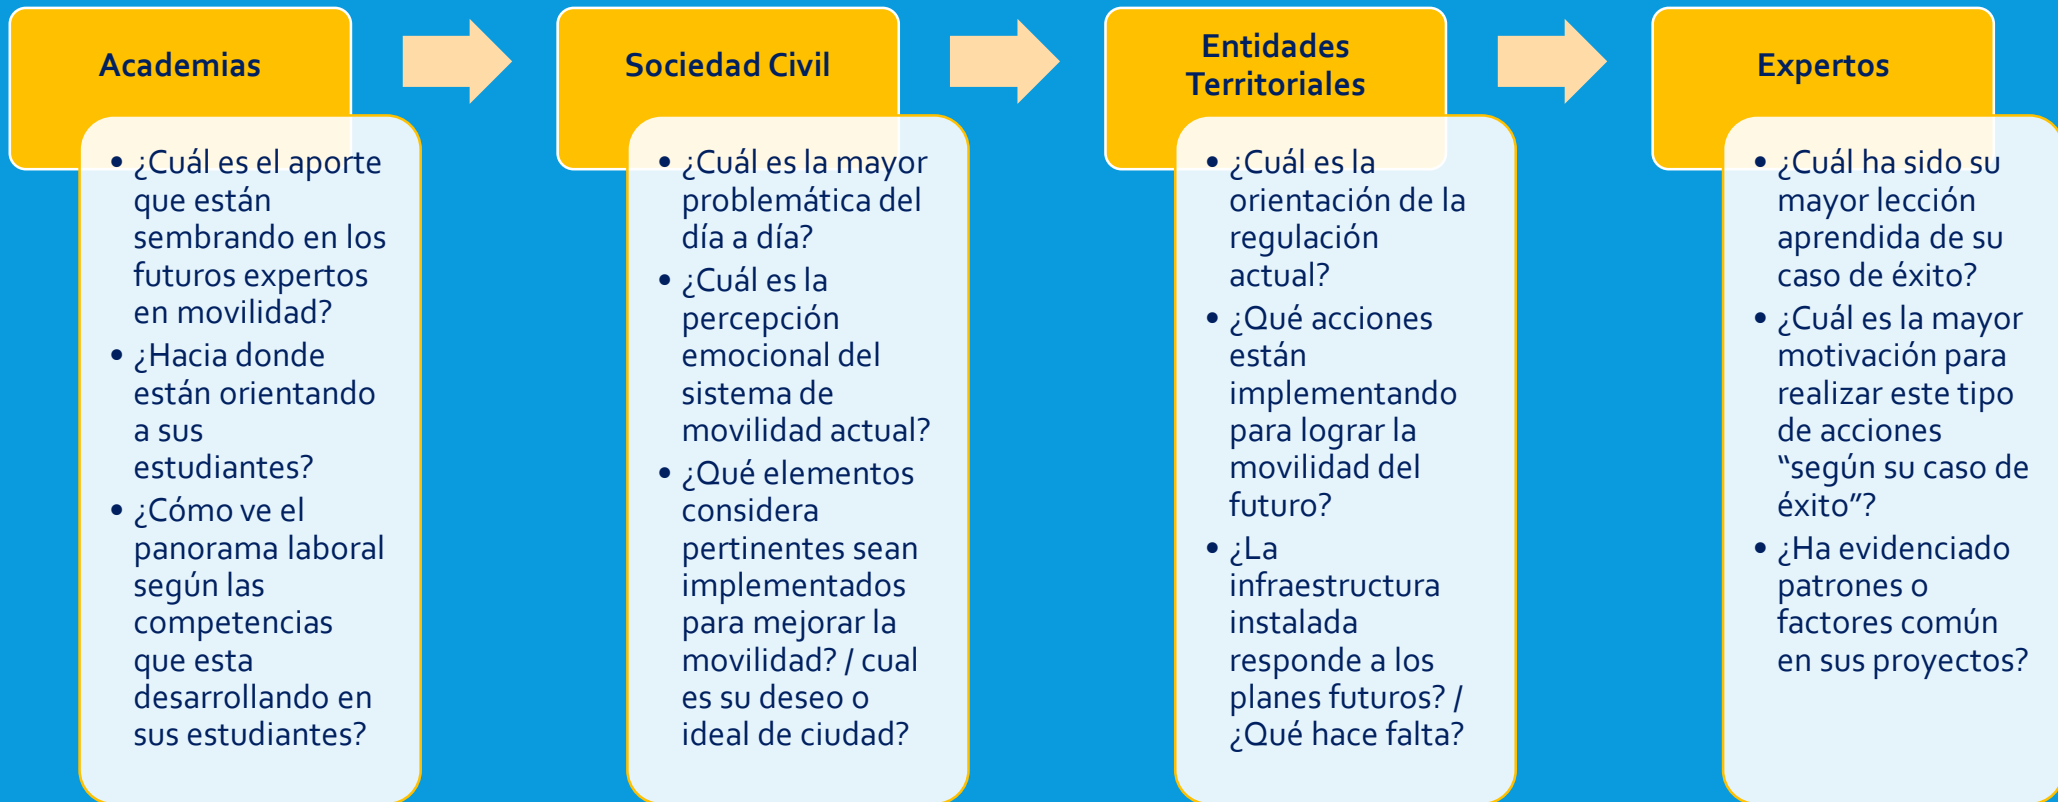 Academias
• ¿Cuál es el aporte
que están
sembrando en los
futuros expertos
en movilidad?
• ¿Hacia donde
están orientando
a sus
estudiantes?
• ¿Cómo ve el
panorama laboral
según las
competencias
que esta
desarrollando en
sus estudiantes?
Sociedad Civil
• ¿Cuál es la mayor
problemática del
día a día?
• ¿Cuál es la
percepción
emocional del
sistema de
movilidad actual?
• ¿Qué elementos
considera
pertinentes sean
implementados
para mejorar la
movilidad? / cual
es su deseo o
ideal de ciudad?
Entidades
Territoriales
• ¿Cuál es la
orientación de la
regulación
actual?
• ¿Qué acciones
están
implementando
para lograr la
movilidad del
futuro?
• ¿La
infraestructura
instalada
responde a los
planes futuros? /
¿Qué hace falta?
Expertos
• ¿Cuál ha sido su
mayor lección
aprendida de su
caso de éxito?
• ¿Cuál es la mayor
motivación para
realizar este tipo
de acciones
“según su caso de
éxito”?
• ¿Ha evidenciado
patrones o
factores común
en sus proyectos?